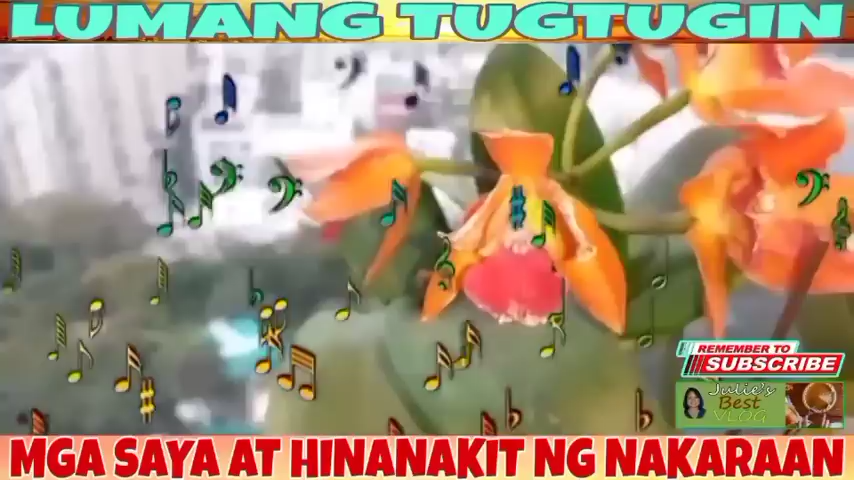 LUMANG TUGTUGIN
REMEMBER TO
SUBSCRIBE
Julie's
Best
VLOG
MGA SAYA AT HINANAKIT NG NAKARAAN